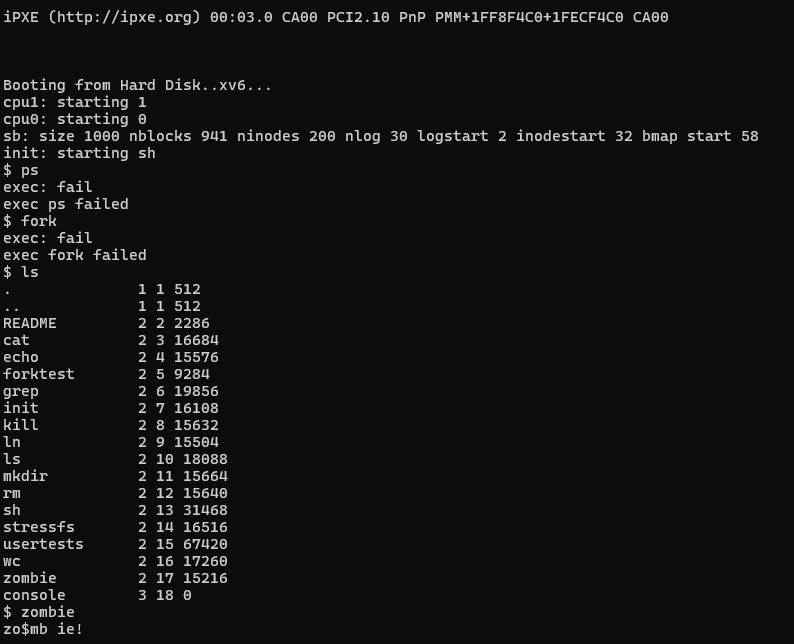 iPXE (http://ipxe.org) 00:03.0 CA00 PCI2.10 PnP PMM+1FF8F4C0+1FECF4C0 CA00
Booting from Hard Disk..xv6...
cpu1: starting 1
cpu0: starting 0
sb: size 1000 nblocks 941 ninodes 200 nlog 30 logstart 2 inodestart 32 bmap start 58
init: starting sh
$ ps
exec: fail
exec ps failed
$ fork
exec: fail
exec fork failed
$ ls
.              1 1 512
..             1 1 512
README         2 2 2286
cat            2 3 16684
echo           2 4 15576
forktest       2 5 9284
grep           2 6 19856
init           2 7 16108
kill           2 8 15632
ln             2 9 15504
ls             2 10 18088
mkdir          2 11 15664
rm             2 12 15640
sh             2 13 31468
stressfs       2 14 16516
usertests      2 15 67420
wc             2 16 17260
zombie         2 17 15216
console        3 18 0
$ zombie
zo$mb ie!